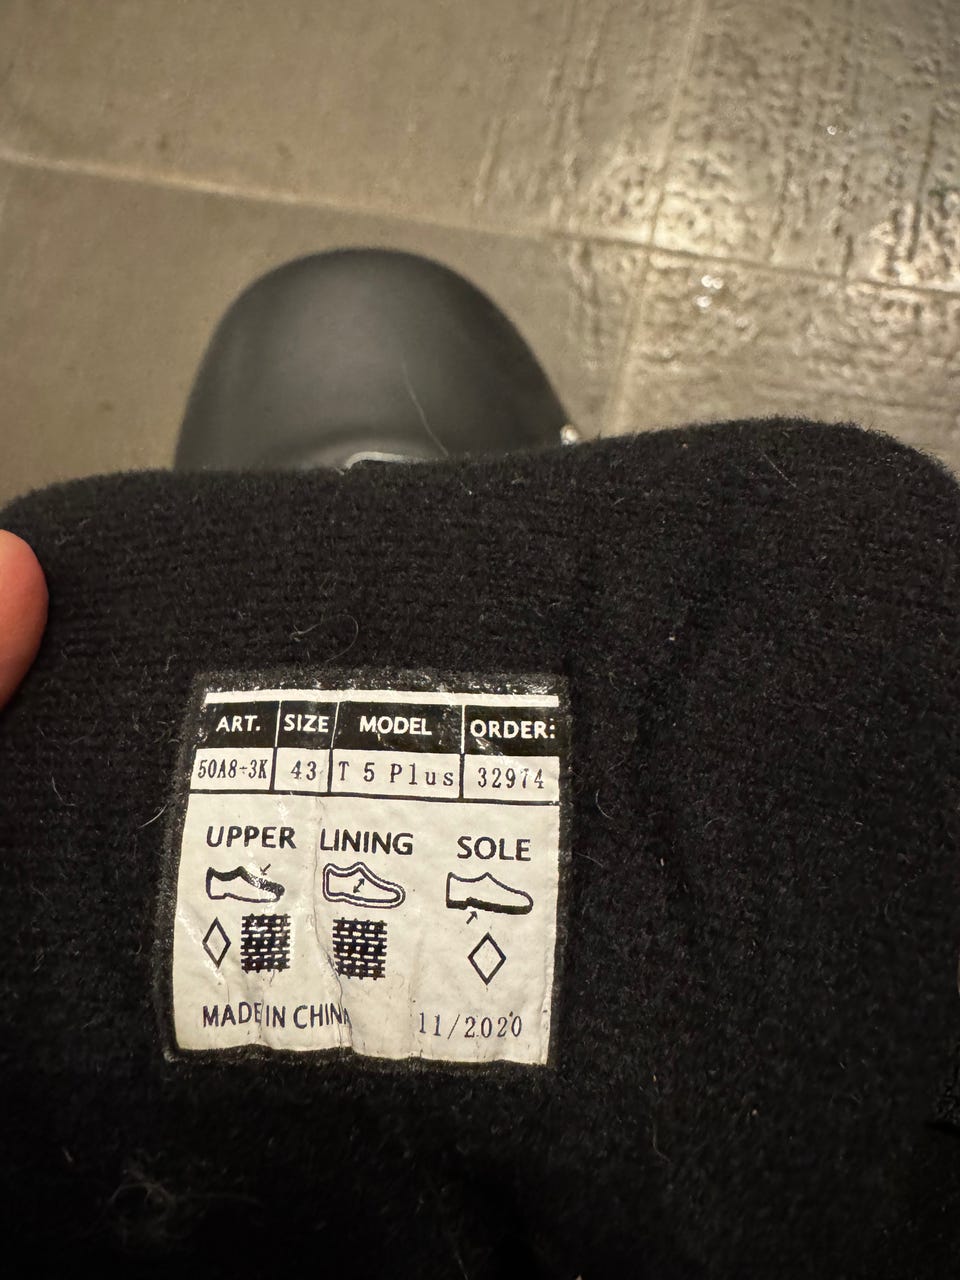 ART. SIZE MODEL ORDER:
50A8-3K 43 T 5 Plus 32974
UPPER LINING SOLE
MADE IN CHINA 11/2020